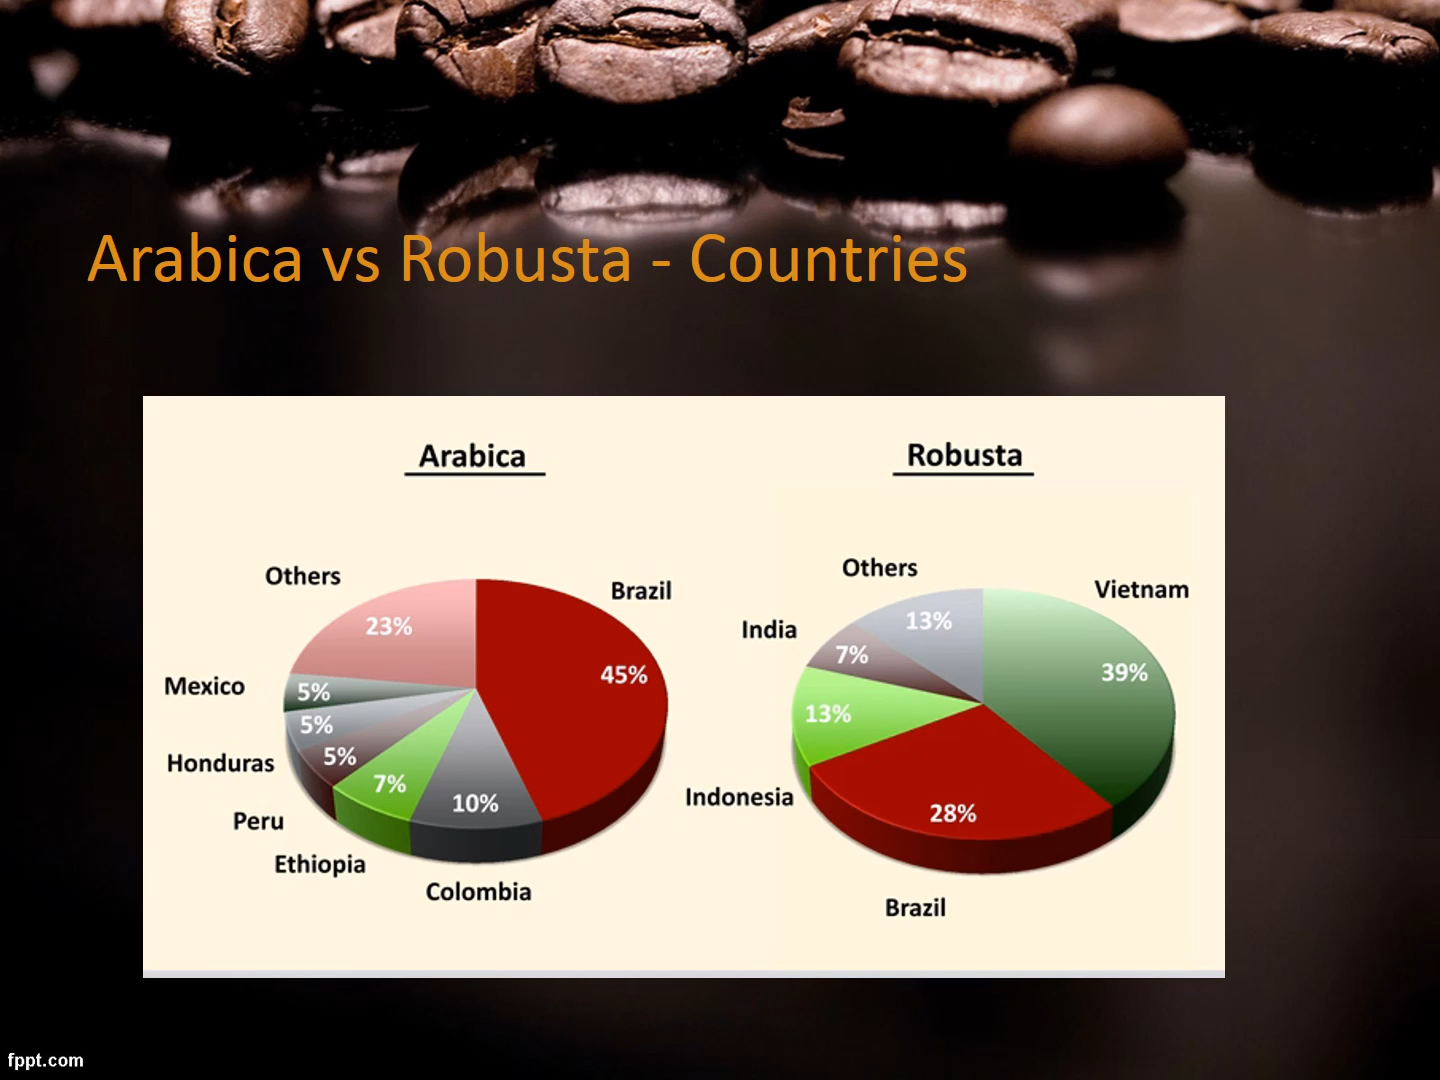 Arabica vs Robusta - Countries
Arabica
Others
Brazil
23%
45%
Mexico
5%
5%
Honduras
5%
7%
10%
Peru
Ethiopia
Colombia
Robusta
Others
Vietnam
India
13%
7%
39%
13%
Indonesia
28%
Brazil
fppt.com